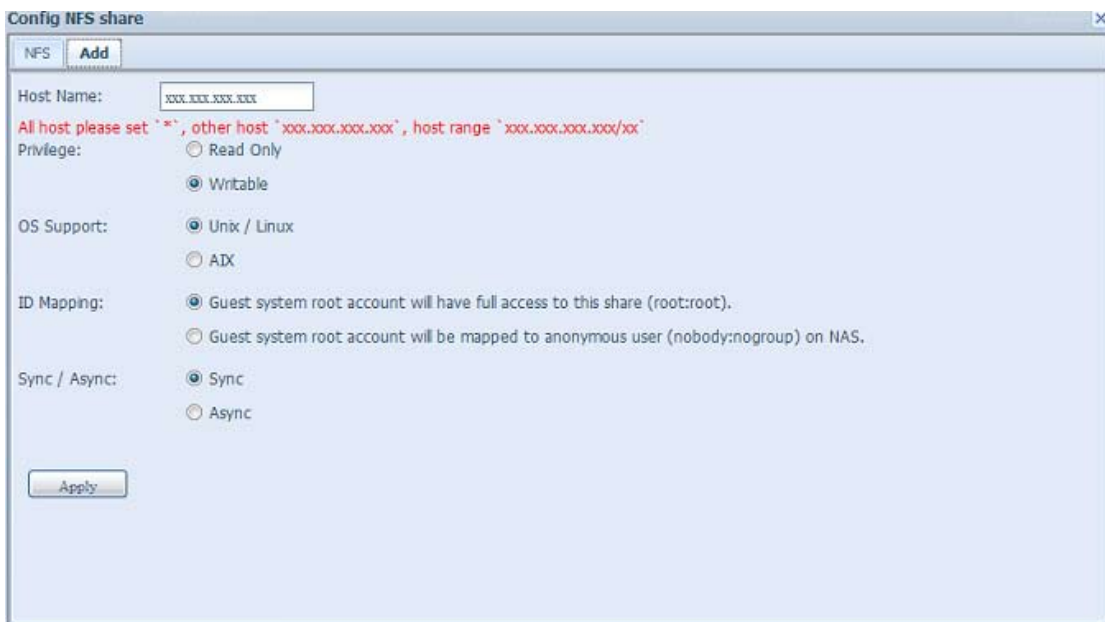 Config NFS share
NFS Add
Host Name: xxx.xxx.xxx.xxx
All host please set `*`, other host `xxx.xxx.xxx.xxx`, host range `xxx.xxx.xxx.xxx/xx`
Privilege: Read Only
Writable
OS Support: Unix / Linux
AIX
ID Mapping: Guest system root account will have full access to this share (root:root).
Guest system root account will be mapped to anonymous user (nobody:nogroup) on NAS.
Sync / Async: Sync
Async
Apply